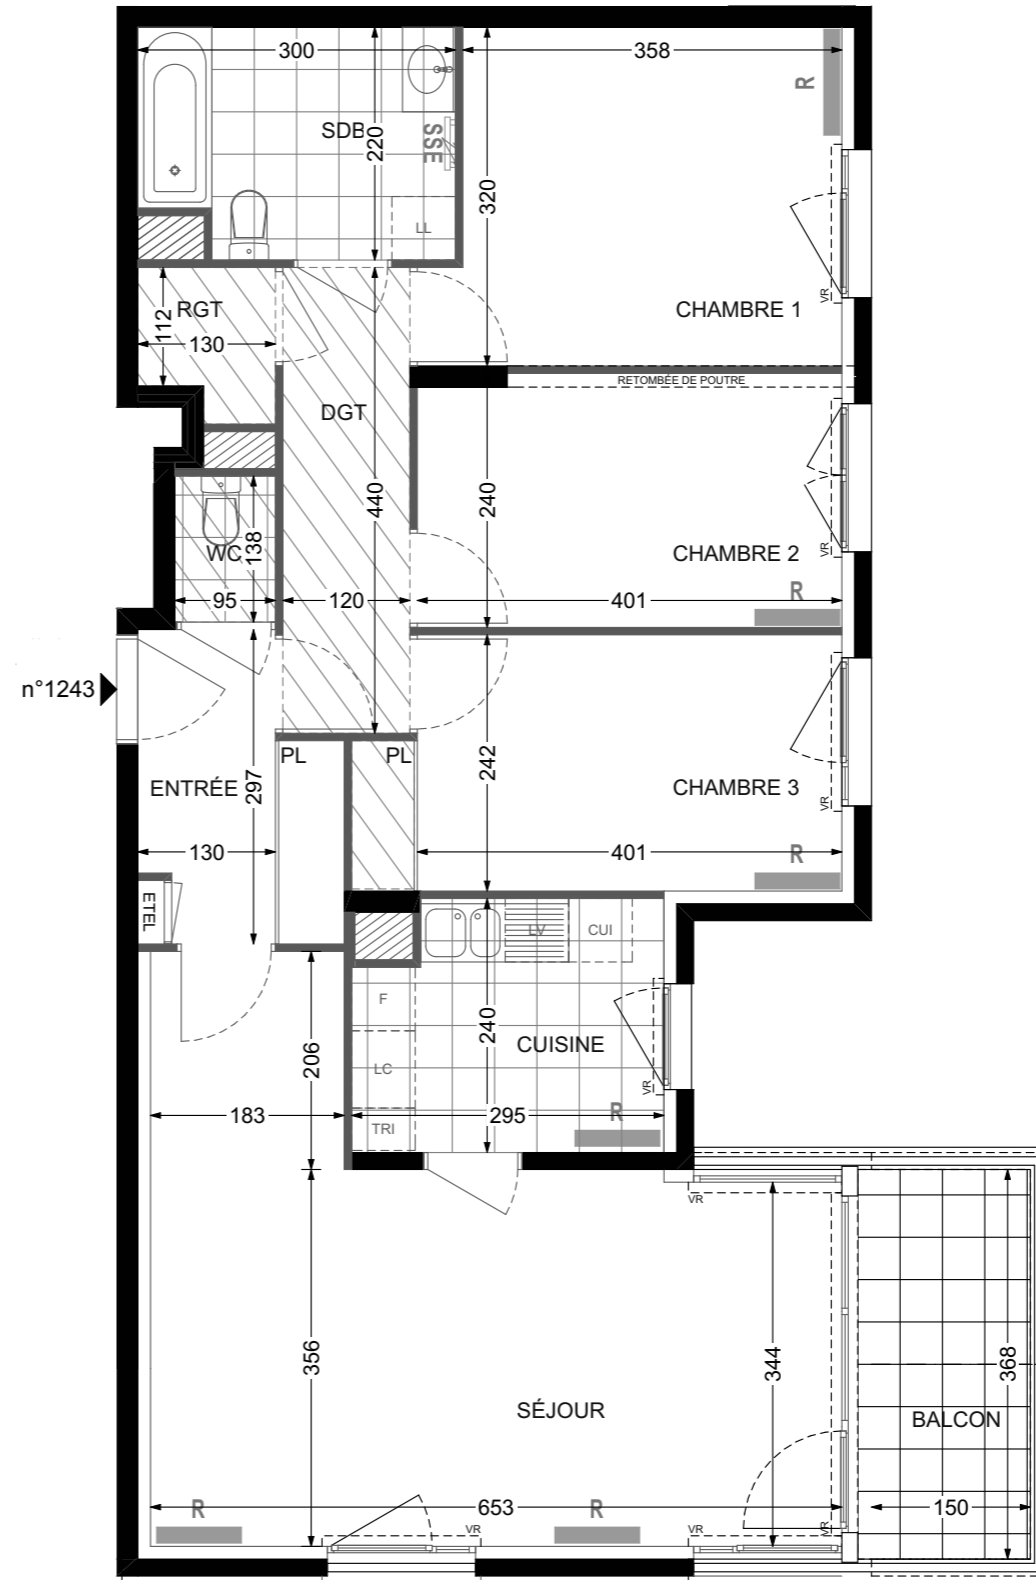 300
358
SDB
220
SSE
R
320
LL
RGT
112
130
CHAMBRE 1
VR
RETOMBÉE DE POUTRE
DGT
440
240
WC
138
CHAMBRE 2
VR
95
120
401
R
n°1243
ENTRÉE
297
PL
PL
242
CHAMBRE 3
VR
130
401
R
ETEL
LV
CUI
F
240
CUISINE
206
LC
VR
183
295
R
TRI
VR
356
344
368
SÉJOUR
BALCON
R
653
R
150
VR
VR
VR